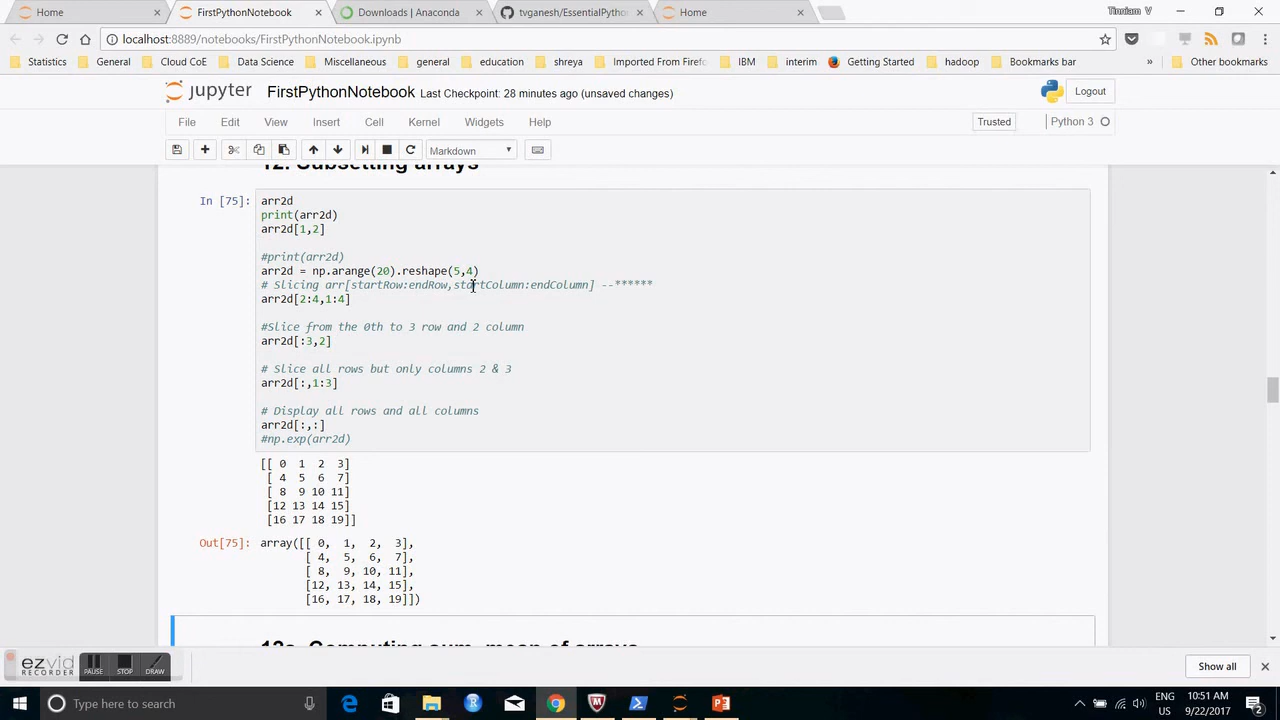 Home
FirstPythonNotebook
Downloads | Anaconda
tvganesh/EssentialPytho
Home
Tinniam V
localhost:8889/notebooks/FirstPythonNotebook.ipynb
Statistics
General
Cloud CoE
Data Science
Miscellaneous
general
education
shreya
Imported From Firefo
IBM
interim
Getting Started
hadoop
Bookmarks bar
»
Other bookmarks
jupyter FirstPythonNotebook Last Checkpoint: 28 minutes ago (unsaved changes)
Logout
File Edit View Insert Cell Kernel Widgets Help
Trusted
Python 3
Markdown
12. Subsetting arrays
In [75]:
arr2d
print(arr2d)
arr2d[1,2]
#print(arr2d)
arr2d = np.arange(20).reshape(5,4)
# Slicing arr[startRow:endRow,startColumn:endColumn] --******
arr2d[2:4,1:4]
#Slice from the 0th to 3 row and 2 column
arr2d[:3,2]
# Slice all rows but only columns 2 & 3
arr2d[:,1:3]
# Display all rows and all columns
arr2d[:,:]
#np.exp(arr2d)
[[ 0  1  2  3]
 [ 4  5  6  7]
 [ 8  9 10 11]
 [12 13 14 15]
 [16 17 18 19]]
Out[75]:
array([[ 0,  1,  2,  3],
       [ 4,  5,  6,  7],
       [ 8,  9, 10, 11],
       [12, 13, 14, 15],
       [16, 17, 18, 19]])
Computing sum, mean of arrays
ezvid
RECORDER
PAUSE STOP DRAW
Show all
Type here to search
ENG
US
10:51 AM
9/22/2017
2